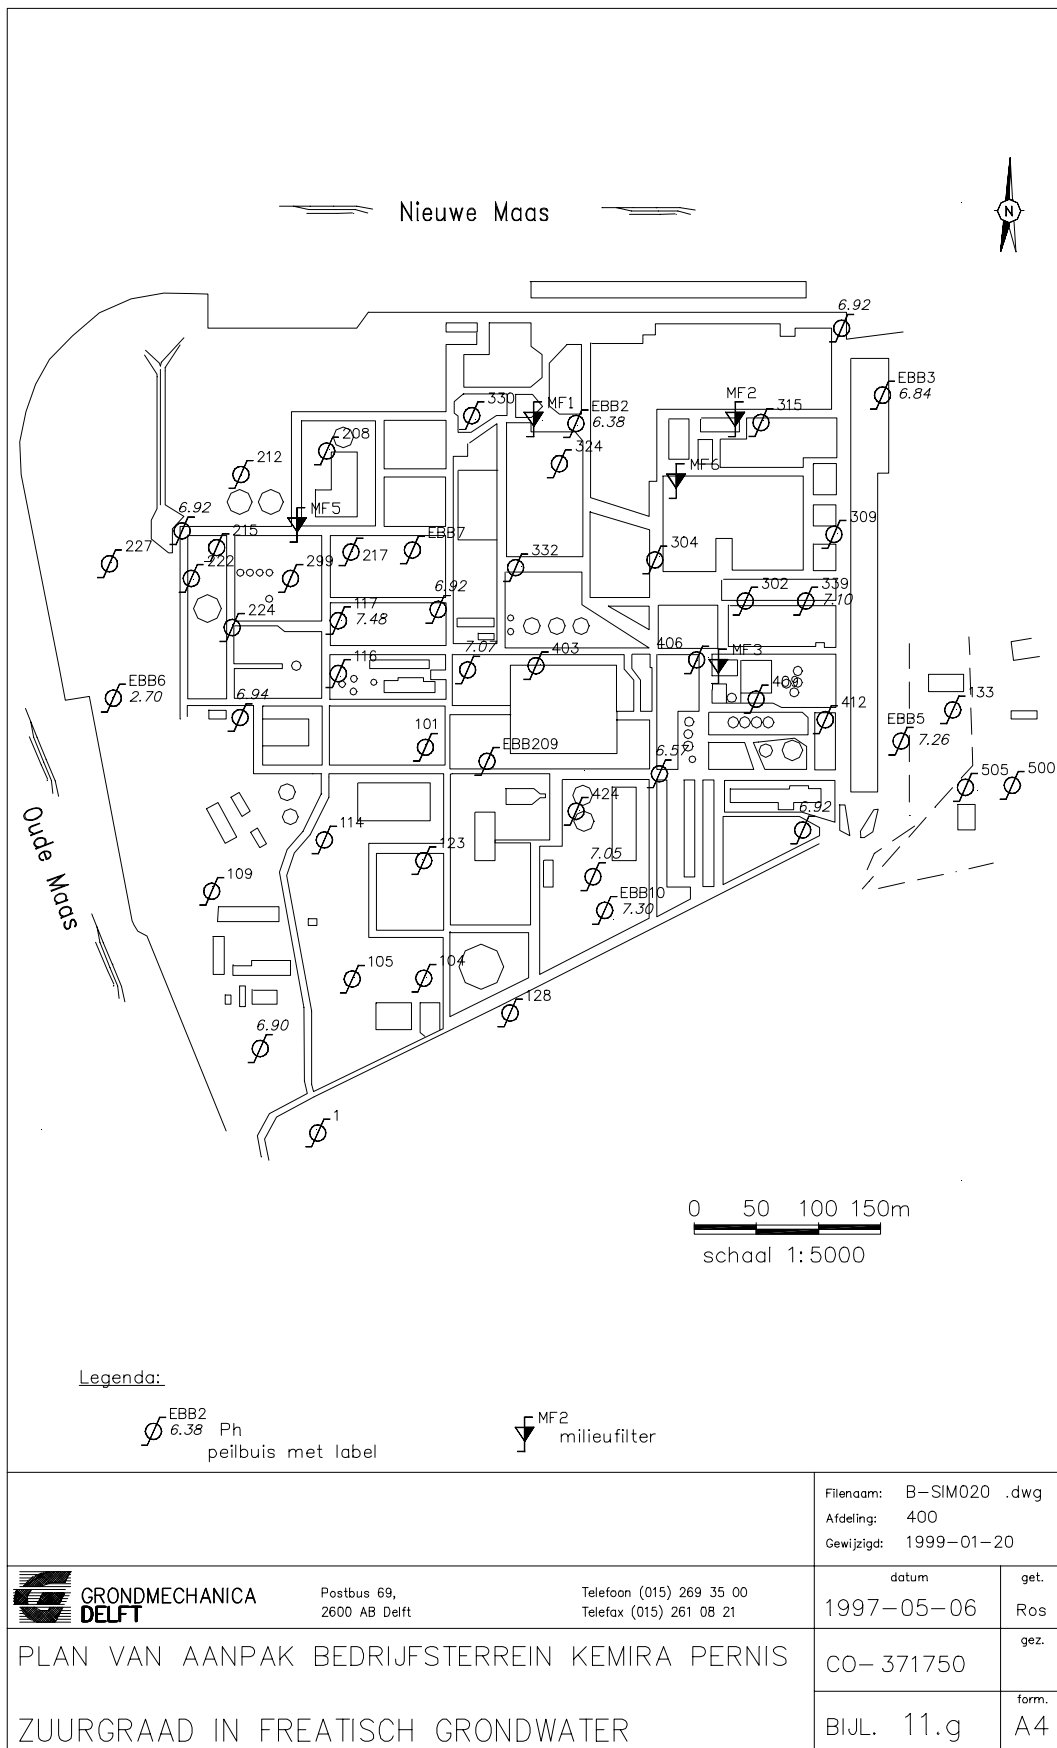 Nieuwe Maas
N
6.92
EBB3
6.84
330
MF1
EBB2
6.38
MF2
315
208
324
212
MF6
MF5
6.92
215
EBB7
309
227
222
299
217
332
304
6.92
302
339
7.10
117
7.48
224
406
MF3
7.07
403
116
EBB6
2.70
6.94
409
133
412
EBB5
7.26
101
EBB209
6.57
505
500
424
6.92
Oude Maas
114
123
7.05
109
EBB10
7.30
105
104
128
6.90
1
0 50 100 150m
schaal 1:5000
Legenda:
EBB2
6.38 Ph
peilbuis met label
MF2
milieufilter
Filenaam: B-SIM020 .dwg
Afdeling: 400
Gewijzigd: 1999-01-20
GRONDMECHANICA
DELFT
Postbus 69,
2600 AB Delft
Telefoon (015) 269 35 00
Telefax (015) 261 08 21
datum
1997-05-06
get.
Ros
PLAN VAN AANPAK BEDRIJFSTERREIN KEMIRA PERNIS
CO-371750
gez.
ZUURGRAAD IN FREATISCH GRONDWATER
BIJL. 11.g
form.
A4